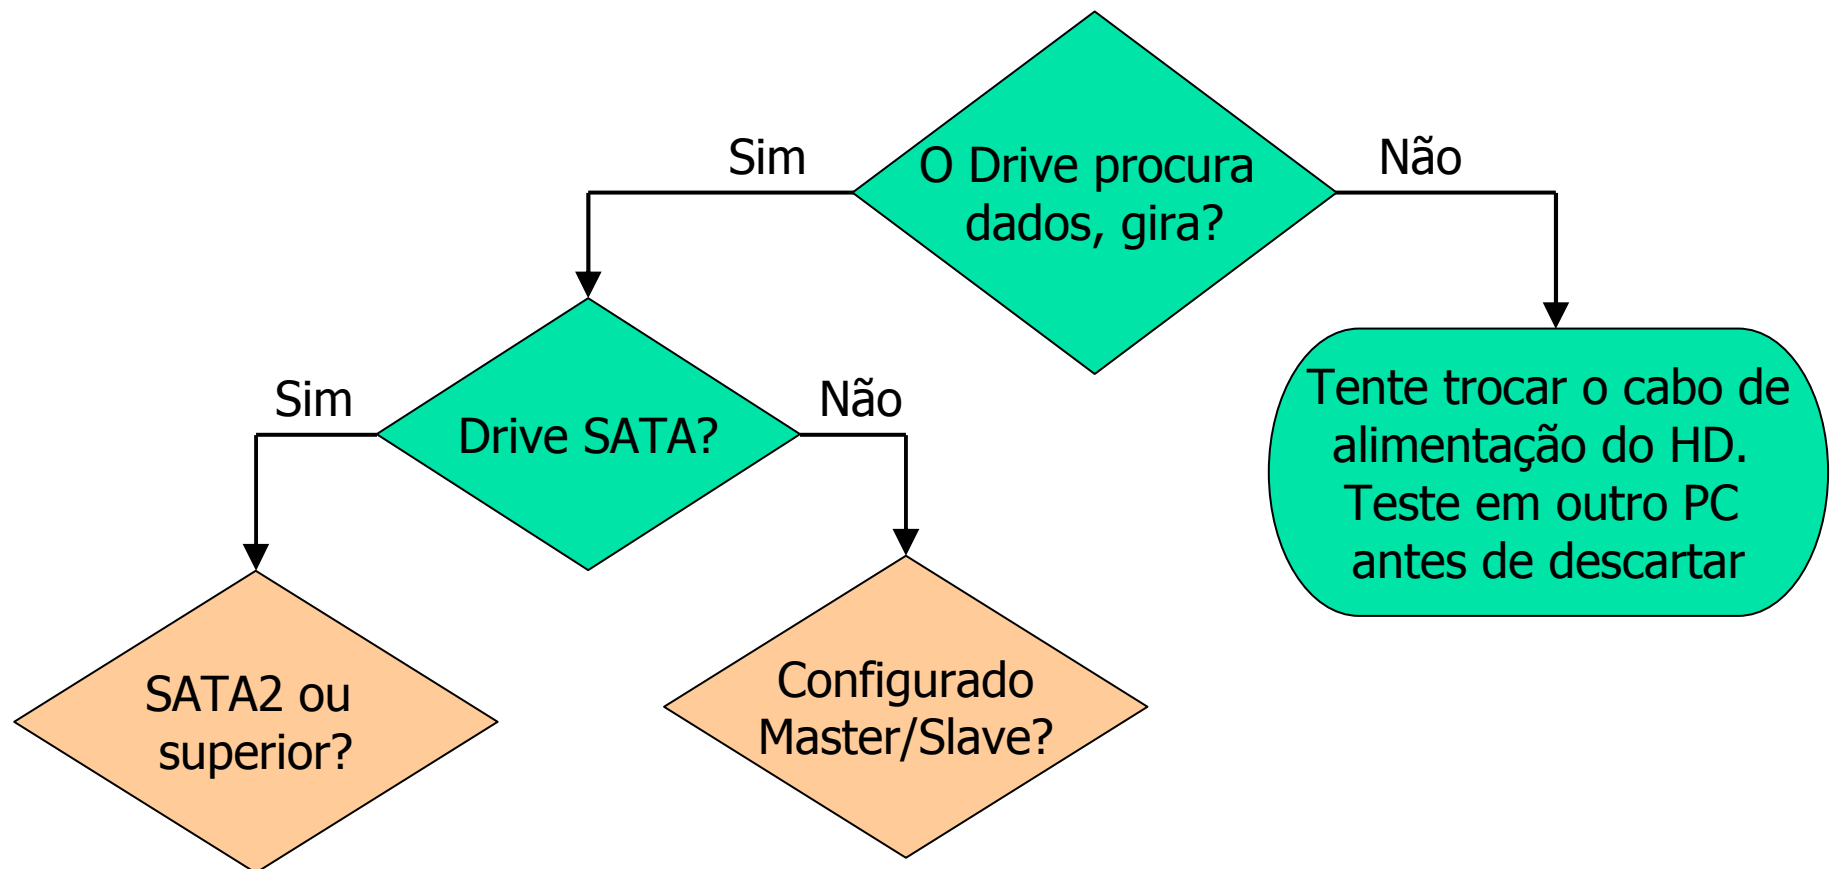 Sim
O Drive procura
dados, gira?
Não
Sim
Drive SATA?
Não
Tente trocar o cabo de
alimentação do HD.
Teste em outro PC
antes de descartar
SATA2 ou
superior?
Configurado
Master/Slave?